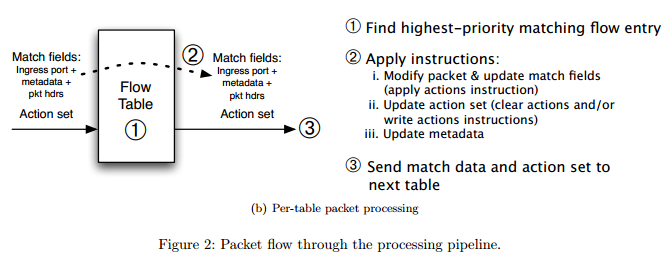 Match fields:
Ingress port +
metadata +
pkt hdrs
Action set
Flow
Table
①
②
Match fields:
Ingress port +
metadata +
pkt hdrs
Action set
③
① Find highest-priority matching flow entry
② Apply instructions:
i. Modify packet & update match fields
(apply actions instruction)
ii. Update action set (clear actions and/or
write actions instructions)
iii. Update metadata
③ Send match data and action set to
next table
(b) Per-table packet processing
Figure 2: Packet flow through the processing pipeline.